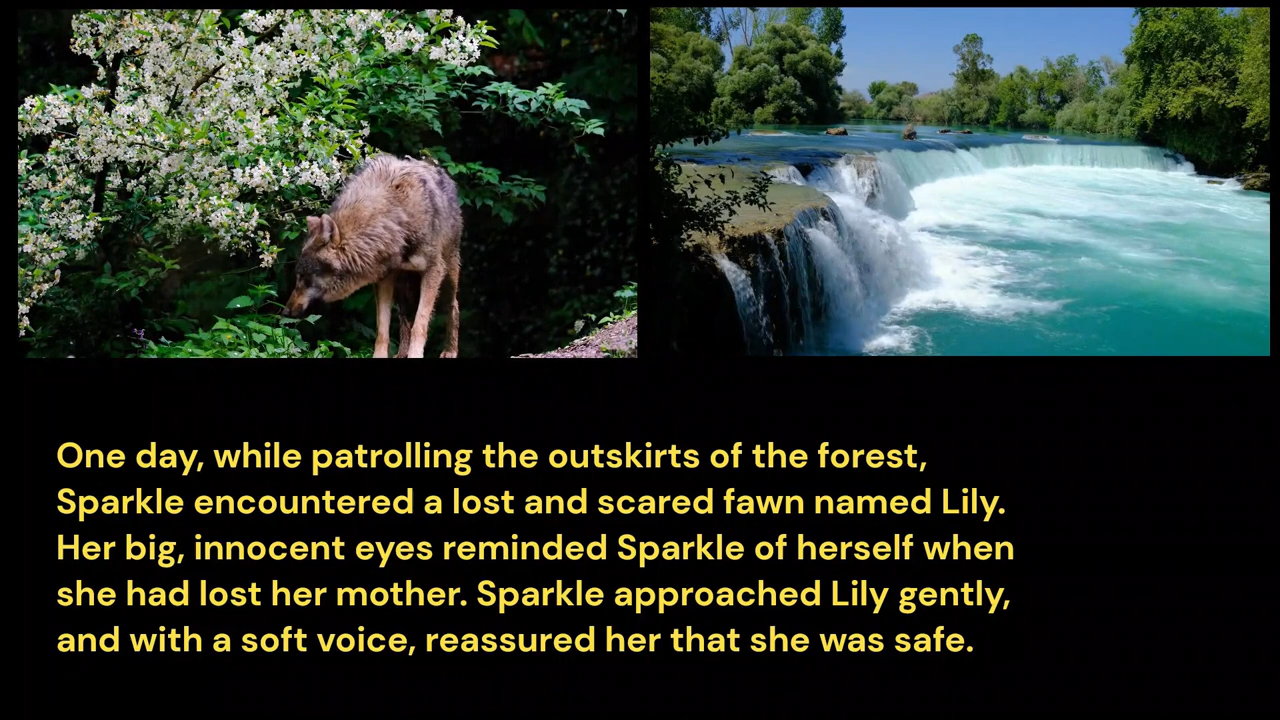 One day, while patrolling the outskirts of the forest,
Sparkle encountered a lost and scared fawn named Lily.
Her big, innocent eyes reminded Sparkle of herself when
she had lost her mother. Sparkle approached Lily gently,
and with a soft voice, reassured her that she was safe.